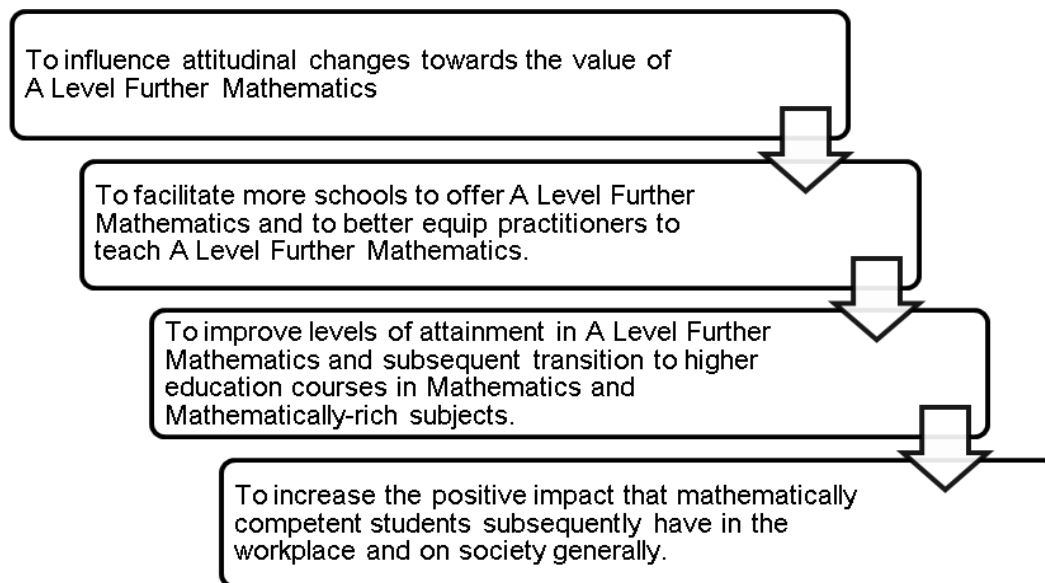 To influence attitudinal changes towards the value of
A Level Further Mathematics
To facilitate more schools to offer A Level Further
Mathematics and to better equip practitioners to
teach A Level Further Mathematics.
To improve levels of attainment in A Level Further
Mathematics and subsequent transition to higher
education courses in Mathematics and
Mathematically-rich subjects.
To increase the positive impact that mathematically
competent students subsequently have in the
workplace and on society generally.